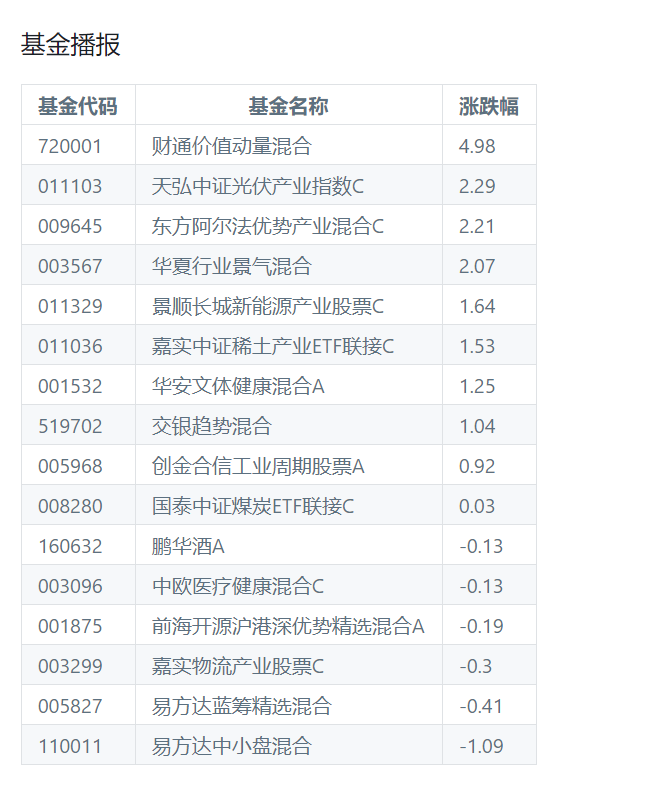 基金播报
基金代码 基金名称 涨跌幅
720001 财通价值动量混合 4.98
011103 天弘中证光伏产业指数C 2.29
009645 东方阿尔法优势产业混合C 2.21
003567 华夏行业景气混合 2.07
011329 景顺长城新能源产业股票C 1.64
011036 嘉实中证稀土产业ETF联接C 1.53
001532 华安文体健康混合A 1.25
519702 交银趋势混合 1.04
005968 创金合信工业周期股票A 0.92
008280 国泰中证煤炭ETF联接C 0.03
160632 鹏华酒A -0.13
003096 中欧医疗健康混合C -0.13
001875 前海开源沪港深优势精选混合A -0.19
003299 嘉实物流产业股票C -0.3
005827 易方达蓝筹精选混合 -0.41
110011 易方达中小盘混合 -1.09